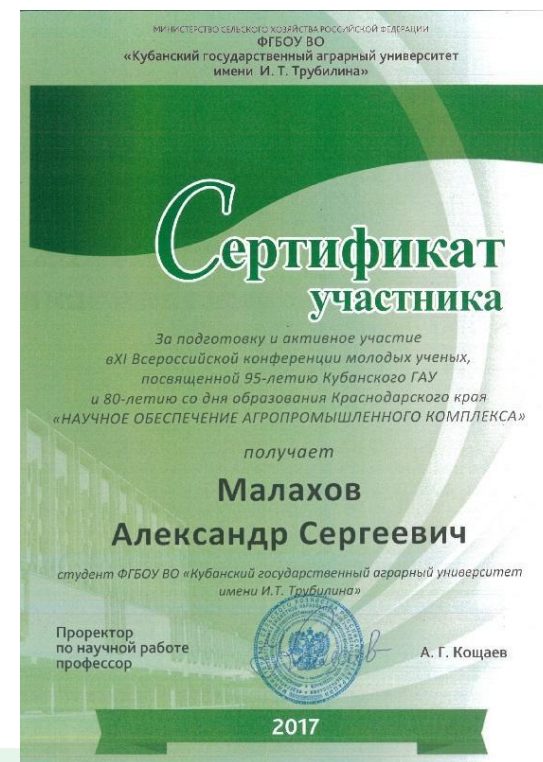 МИНИСТЕРСТВО СЕЛЬСКОГО ХОЗЯЙСТВА РОССИЙСКОЙ ФЕДЕРАЦИИ
ФГБОУ ВО
«Кубанский государственный аграрный университет
имени И. Т. Трубилина»
Сертификат
участника
За подготовку и активное участие
вXI Всероссийской конференции молодых ученых,
посвященной 95-летию Кубанского ГАУ
и 80-летию со дня образования Краснодарского края
«НАУЧНОЕ ОБЕСПЕЧЕНИЕ АГРОПРОМЫШЛЕННОГО КОМПЛЕКСА»
получает
Малахов
Александр Сергеевич
студент ФГБОУ ВО «Кубанский государственный аграрный университет
имени И.Т. Трубилина»
Проректор
по научной работе
профессор
А. Г. Кощаев
2017